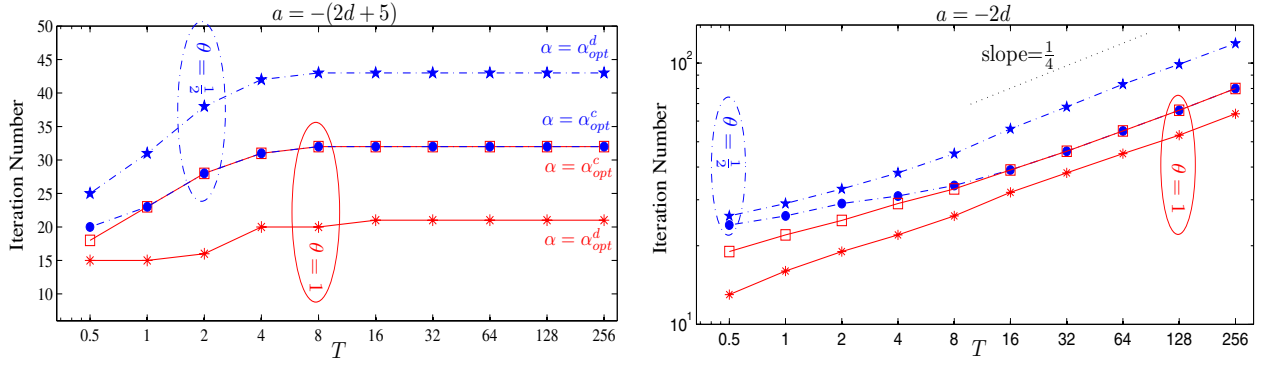 a = −(2d + 5)
Iteration Number
50
45
40
35
30
25
20
15
10
θ = 1/2
α = α^d_opt
α = α^c_opt
α = α^c_opt
α = α^d_opt
θ = 1
0.5 1 2 4 8 16 32 64 128 256
T
a = −2d
Iteration Number
10^2
10^1
slope=1/4
θ = 1/2
θ = 1
0.5 1 2 4 8 16 32 64 128 256
T